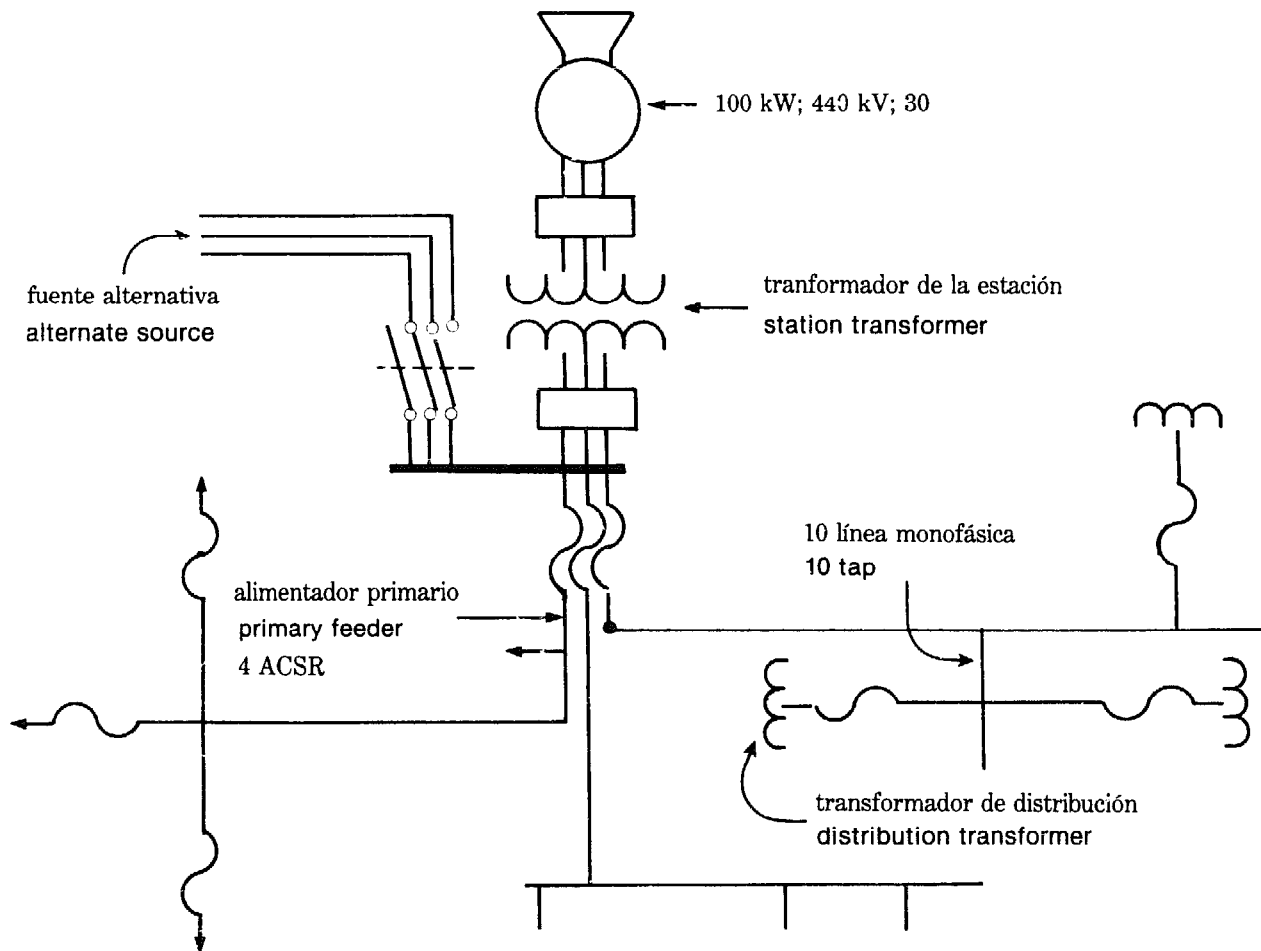 100 kW; 440 kV; 30
fuente alternativa
alternate source
tranformador de la estación
station transformer
10 línea monofásica
10 tap
alimentador primario
primary feeder
4 ACSR
transformador de distribución
distribution transformer